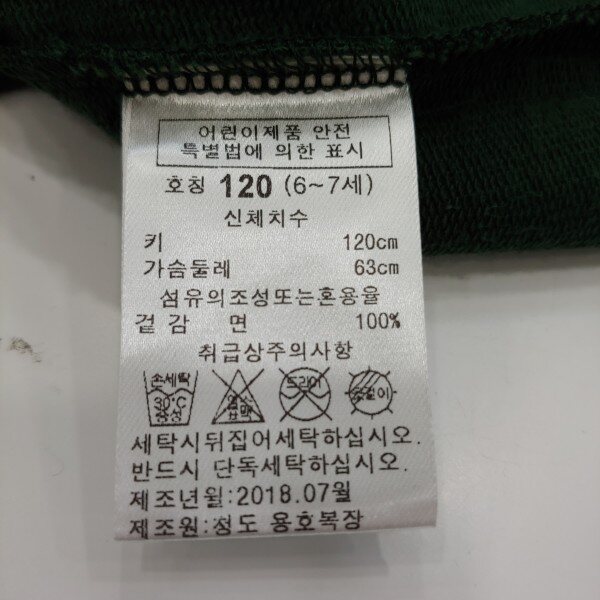 어린이제품 안전
특별법에 의한 표시
호칭 120 (6~7세)
신체치수
키 120cm
가슴둘레 63cm
섬유의조성또는혼용율
겉감 면 100%
취급상주의사항
손세탁 30℃ 중성 염소 표백 드라이
세탁시뒤집어세탁하십시오.
반드시 단독세탁하십시오.
제조년월:2018.07월
제조원:청도 용호복장